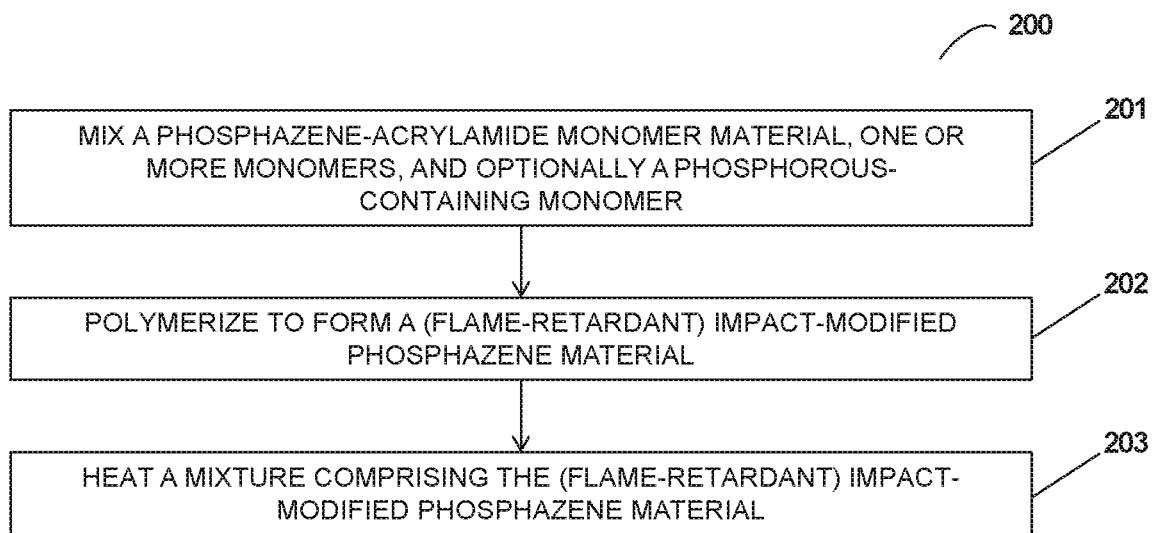 200
201
MIX A PHOSPHAZENE-ACRYLAMIDE MONOMER MATERIAL, ONE OR
MORE MONOMERS, AND OPTIONALLY A PHOSPHOROUS-
CONTAINING MONOMER
202
POLYMERIZE TO FORM A (FLAME-RETARDANT) IMPACT-MODIFIED
PHOSPHAZENE MATERIAL
203
HEAT A MIXTURE COMPRISING THE (FLAME-RETARDANT) IMPACT-
MODIFIED PHOSPHAZENE MATERIAL